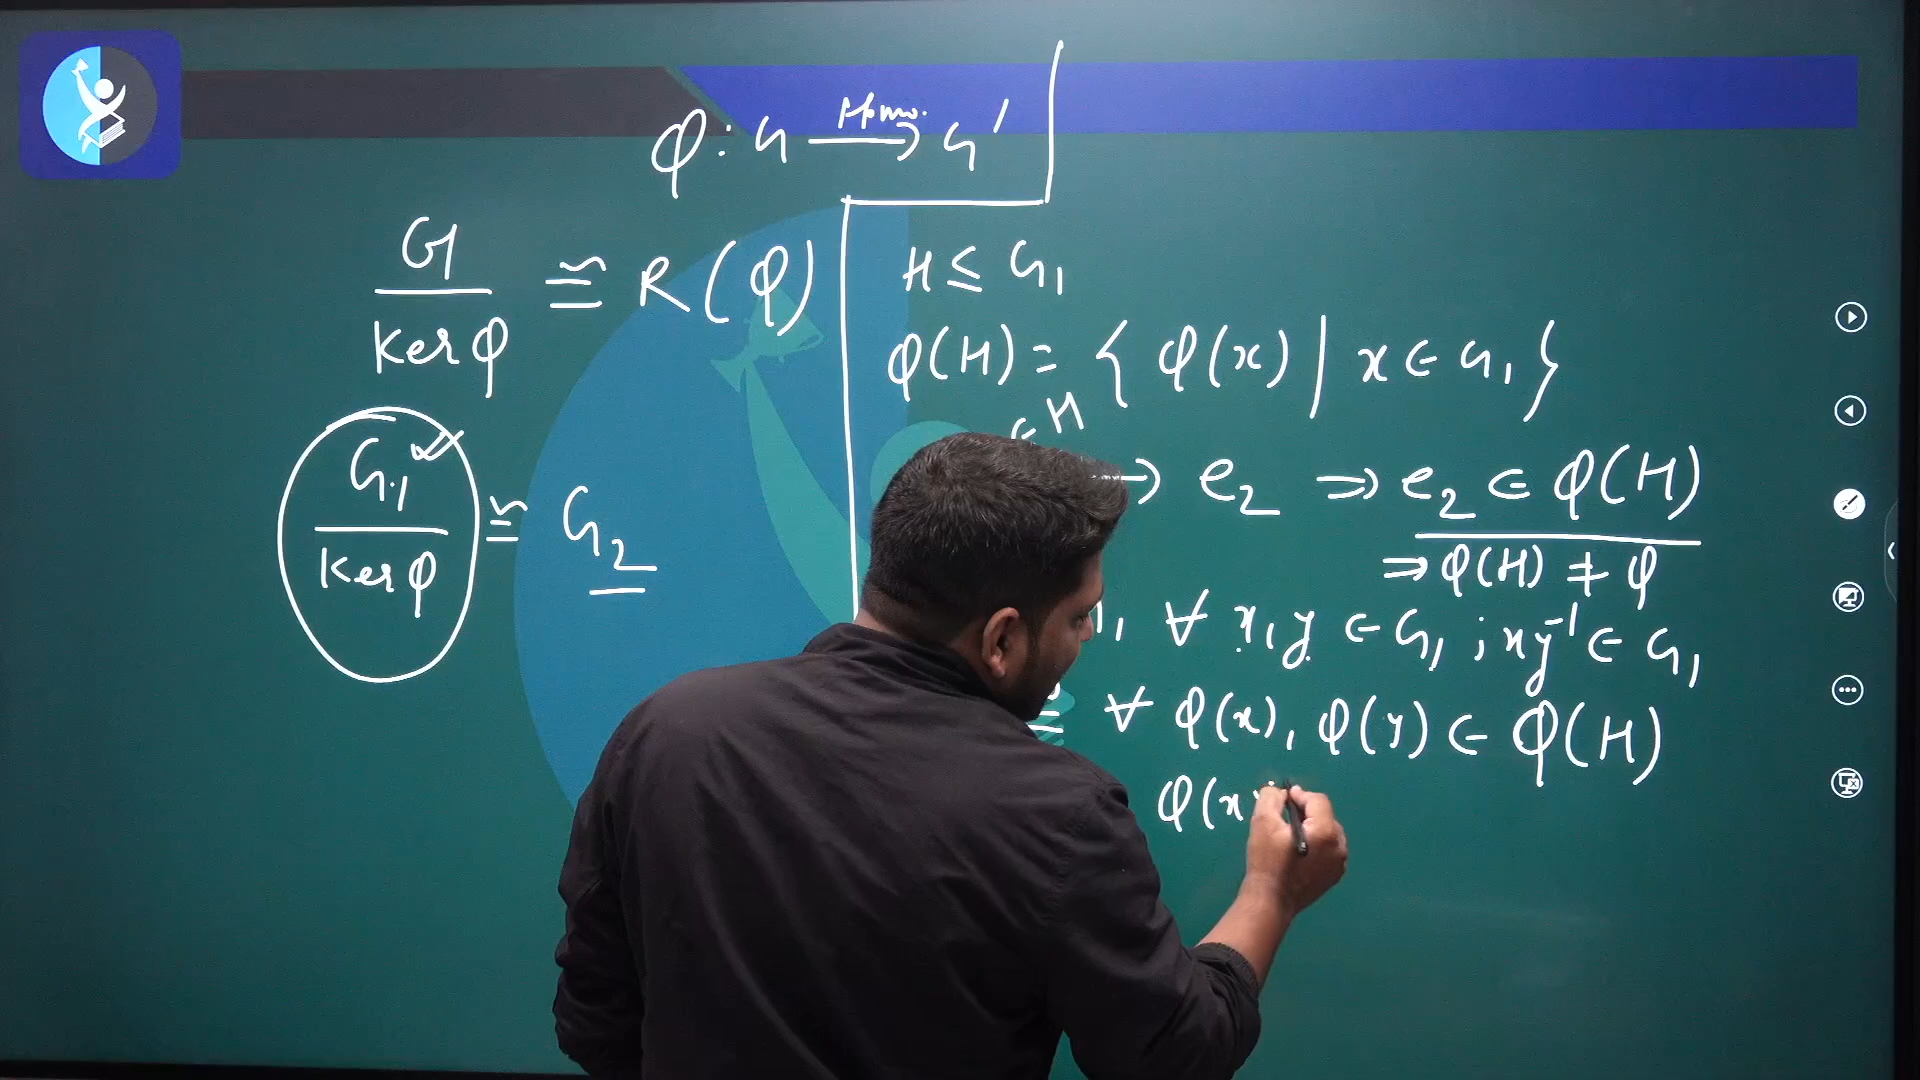 φ : G →(Homo.) G'
G / Ker φ ≅ R(φ)
G₁ / Ker φ ≅ G₂
H ≤ G₁
φ(H) = { φ(x) | x ∈ G₁ }
∈ H
→ e₂ ⇒ e₂ ∈ φ(H)
⇒ φ(H) ≠ φ
∀ x, y ∈ G₁ ; xy⁻¹ ∈ G₁
∀ φ(x), φ(y) ∈ φ(H)
φ(x